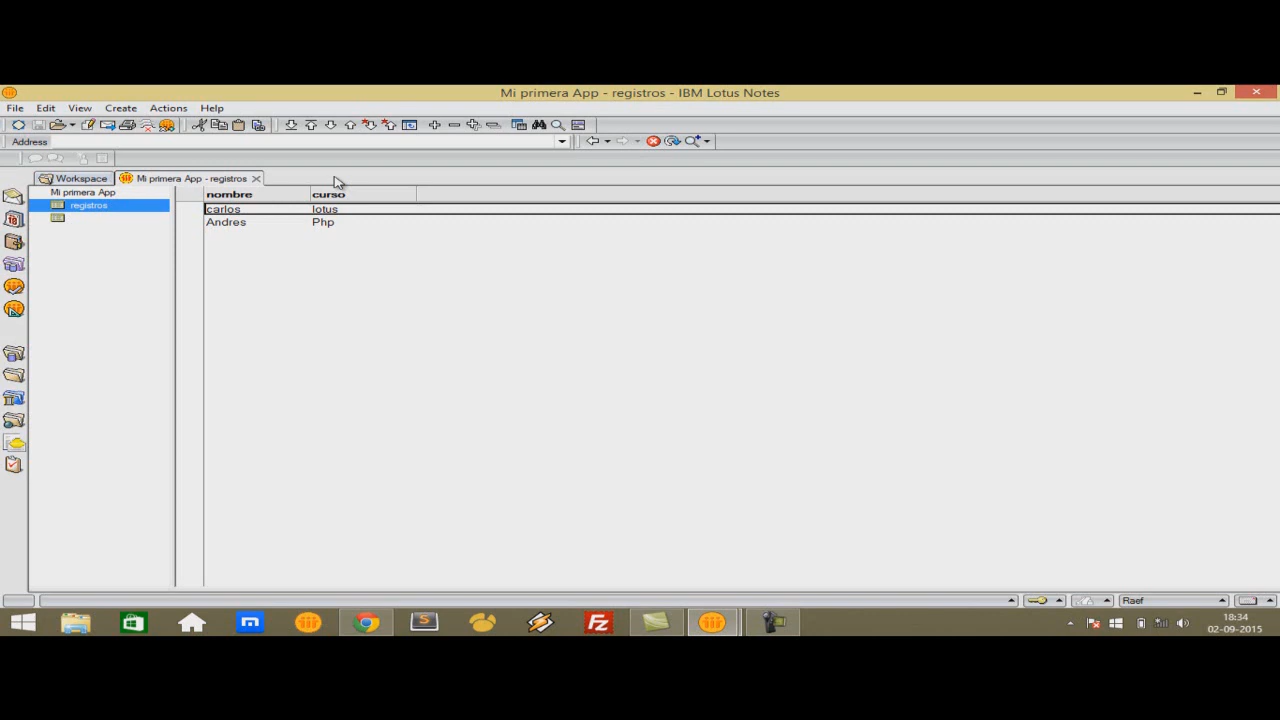 Mi primera App - registros - IBM Lotus Notes
File Edit View Create Actions Help
Address
Workspace Mi primera App - registros
Mi primera App
registros
nombre curso
carlos lotus
Andres Php
Raef
18:34
02-09-2015